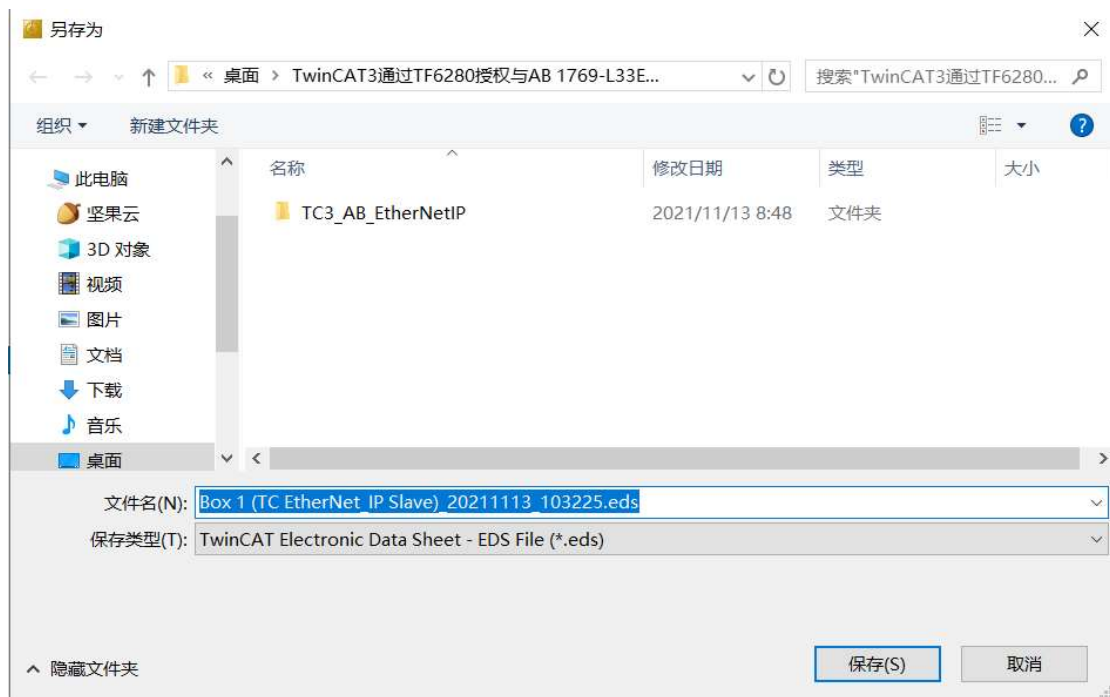 另存为
« 桌面 > TwinCAT3通过TF6280授权与AB 1769-L33E...
搜索"TwinCAT3通过TF6280...
组织 新建文件夹
名称 修改日期 类型 大小
TC3_AB_EtherNetIP 2021/11/13 8:48 文件夹
此电脑
坚果云
3D 对象
视频
图片
文档
下载
音乐
桌面
文件名(N): Box 1 (TC EtherNet_IP Slave)_20211113_103225.eds
保存类型(T): TwinCAT Electronic Data Sheet - EDS File (*.eds)
隐藏文件夹 保存(S) 取消